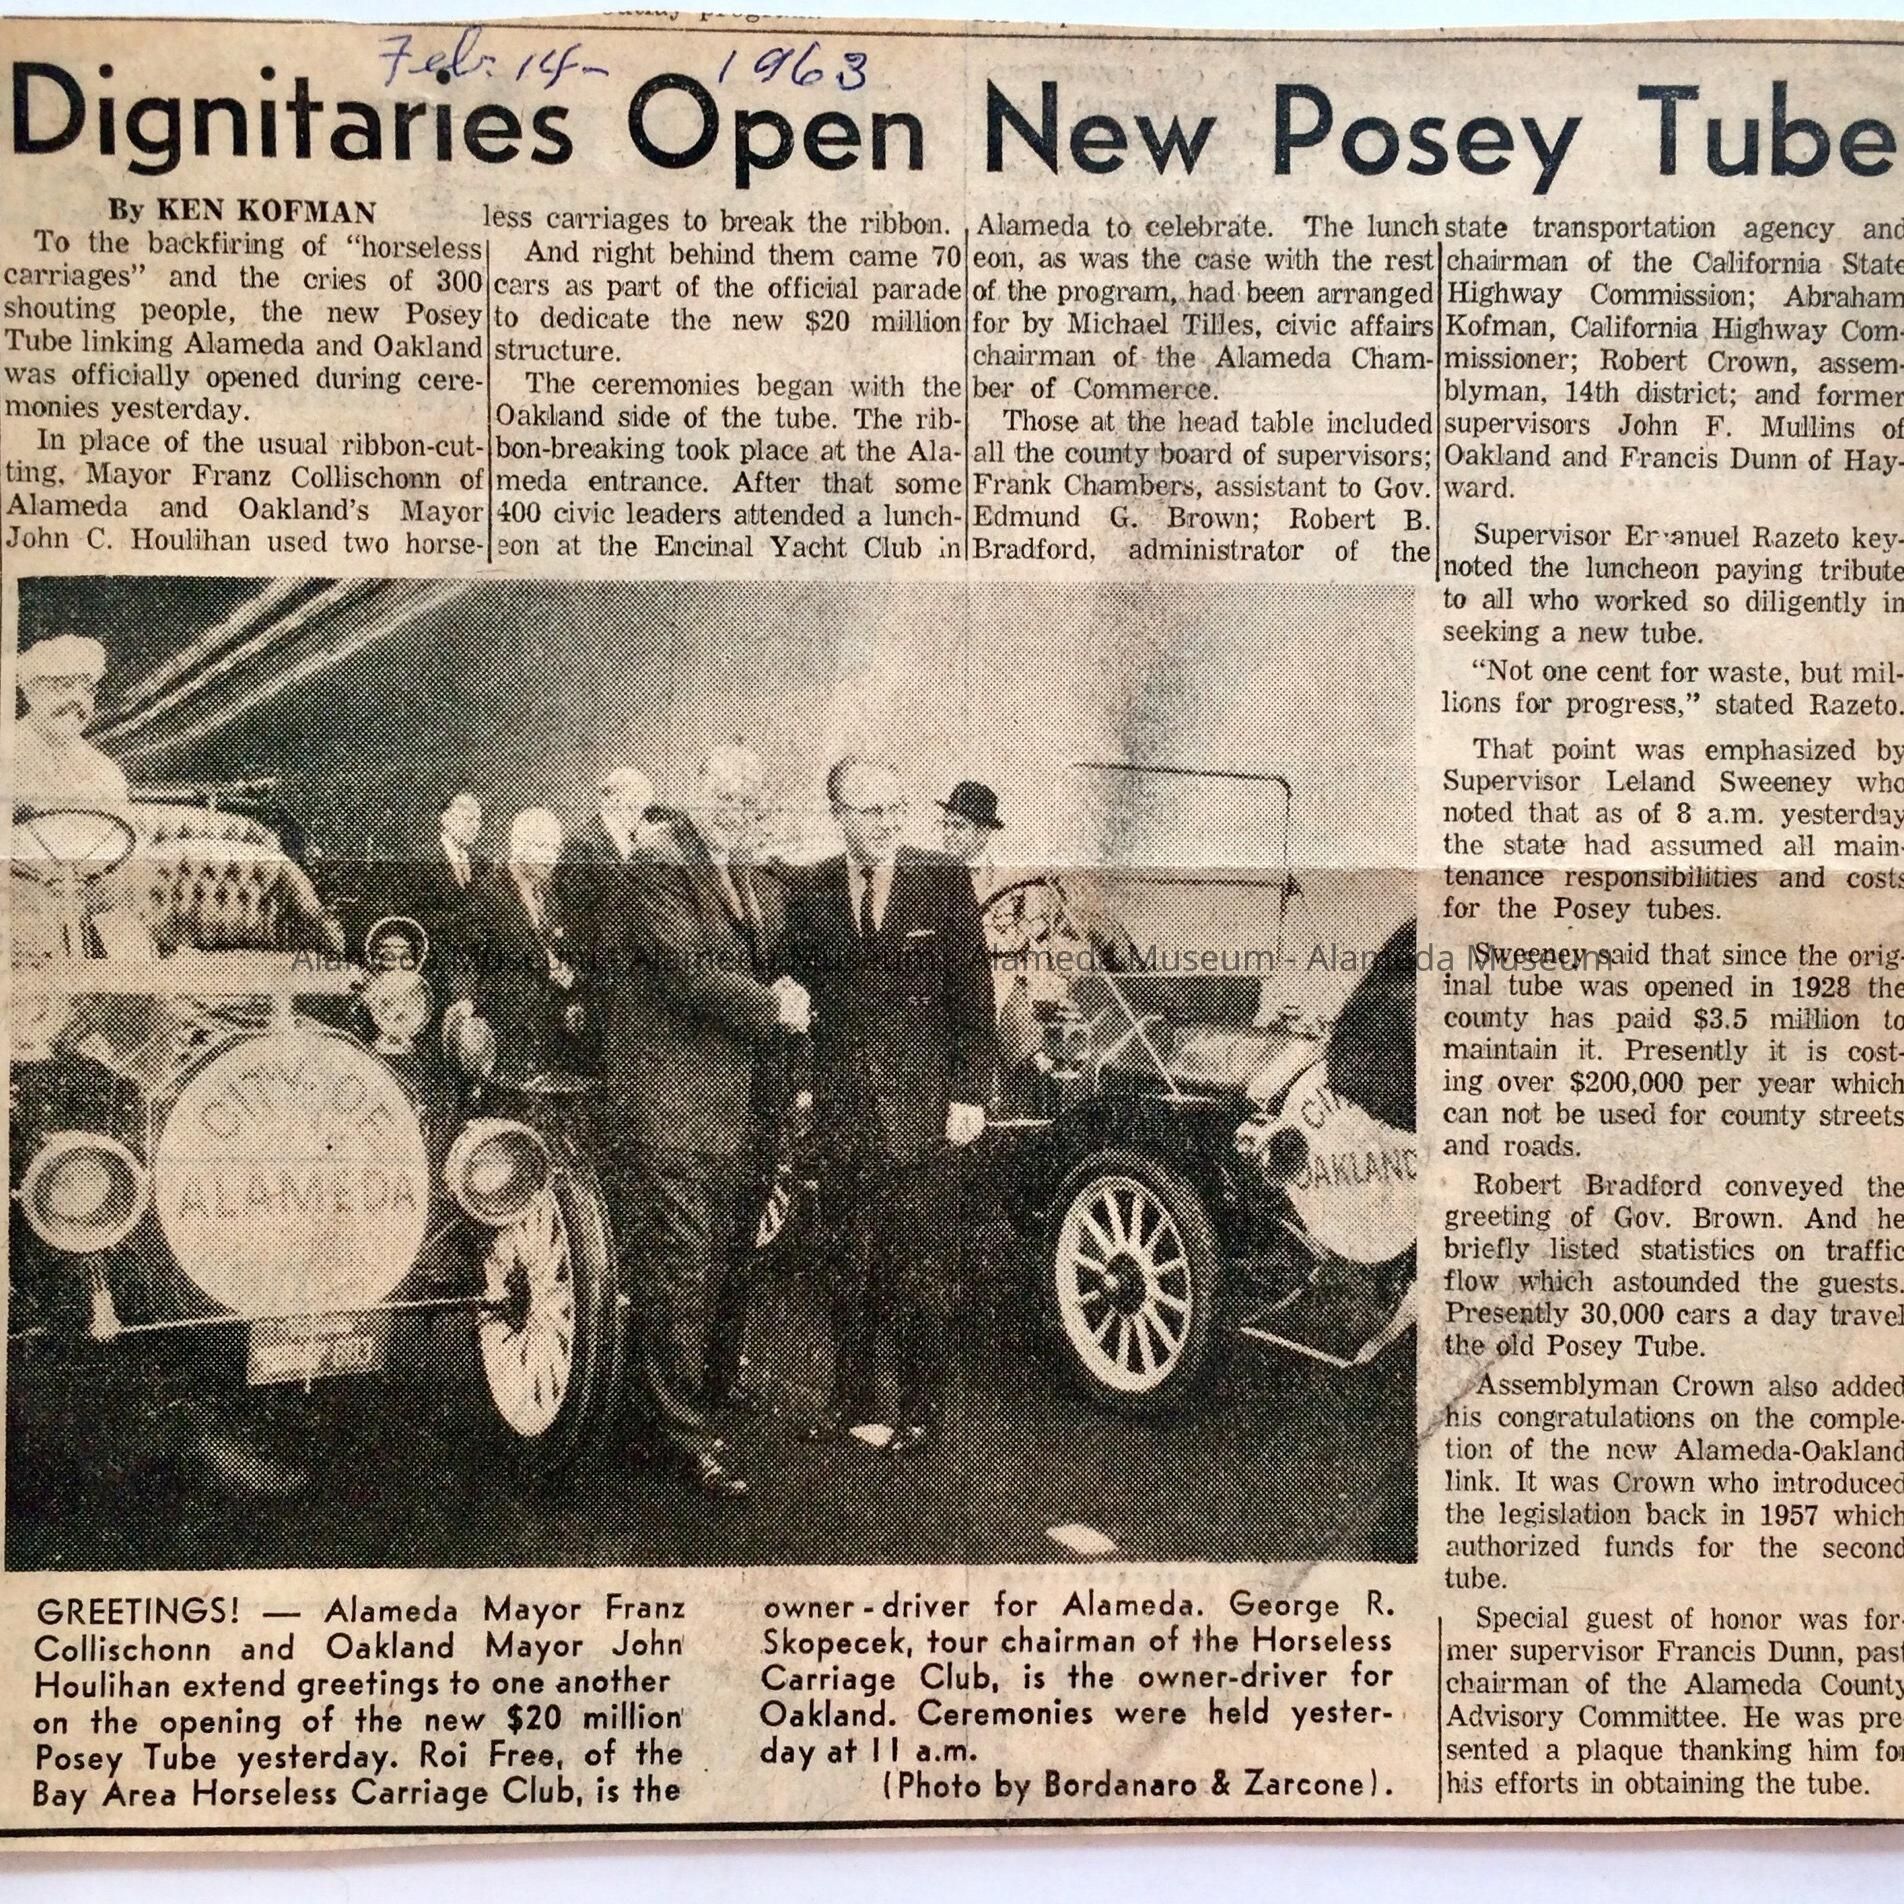 Feb. 14- 1963
Dignitaries Open New Posey Tube
By KEN KOFMAN
To the backfiring of "horseless
carriages" and the cries of 300
shouting people, the new Posey
Tube linking Alameda and Oakland
was officially opened during cere-
monies yesterday.
In place of the usual ribbon-cut-
ting, Mayor Franz Collischonn of
Alameda and Oakland's Mayor
John C. Houlihan used two horse-
less carriages to break the ribbon.
And right behind them came 70
cars as part of the official parade
to dedicate the new $20 million
structure.
The ceremonies began with the
Oakland side of the tube. The rib-
bon-breaking took place at the Ala-
meda entrance. After that some
400 civic leaders attended a lunch-
eon at the Encinal Yacht Club in
Alameda to celebrate. The lunch
eon, as was the case with the rest
of the program, had been arranged
for by Michael Tilles, civic affairs
chairman of the Alameda Cham-
ber of Commerce.
Those at the head table included
all the county board of supervisors;
Frank Chambers, assistant to Gov.
Edmund G. Brown; Robert B.
Bradford, administrator of the
state transportation agency and
chairman of the California State
Highway Commission; Abraham
Kofman, California Highway Com-
missioner; Robert Crown, assem-
blyman, 14th district; and former
supervisors John F. Mullins of
Oakland and Francis Dunn of Hay-
ward.
Supervisor Emanuel Razeto key-
noted the luncheon paying tribute
to all who worked so diligently in
seeking a new tube.
"Not one cent for waste, but mil-
lions for progress," stated Razeto.
That point was emphasized by
Supervisor Leland Sweeney who
noted that as of 8 a.m. yesterday
the state had assumed all main-
tenance responsibilities and costs
for the Posey tubes.
Sweeney said that since the orig-
inal tube was opened in 1928 the
county has paid $3.5 million to
maintain it. Presently it is cost-
ing over $200,000 per year which
can not be used for county streets
and roads.
Robert Bradford conveyed the
greeting of Gov. Brown. And he
briefly listed statistics on traffic
flow which astounded the guests.
Presently 30,000 cars a day travel
the old Posey Tube.
Assemblyman Crown also added
his congratulations on the comple-
tion of the new Alameda-Oakland
link. It was Crown who introduced
the legislation back in 1957 which
authorized funds for the second
tube.
Special guest of honor was for-
mer supervisor Francis Dunn, past
chairman of the Alameda County
Advisory Committee. He was pre-
sented a plaque thanking him for
his efforts in obtaining the tube.
Alameda Museum - Alameda Museum - Alameda Museum - Alameda Museum
CITY OF
ALAMEDA
OAKLAND
GREETINGS! — Alameda Mayor Franz
Collischonn and Oakland Mayor John
Houlihan extend greetings to one another
on the opening of the new $20 million
Posey Tube yesterday. Roi Free, of the
Bay Area Horseless Carriage Club, is the
owner-driver for Alameda. George R.
Skopecek, tour chairman of the Horseless
Carriage Club, is the owner-driver for
Oakland. Ceremonies were held yester-
day at 11 a.m.
(Photo by Bordanaro & Zarcone).